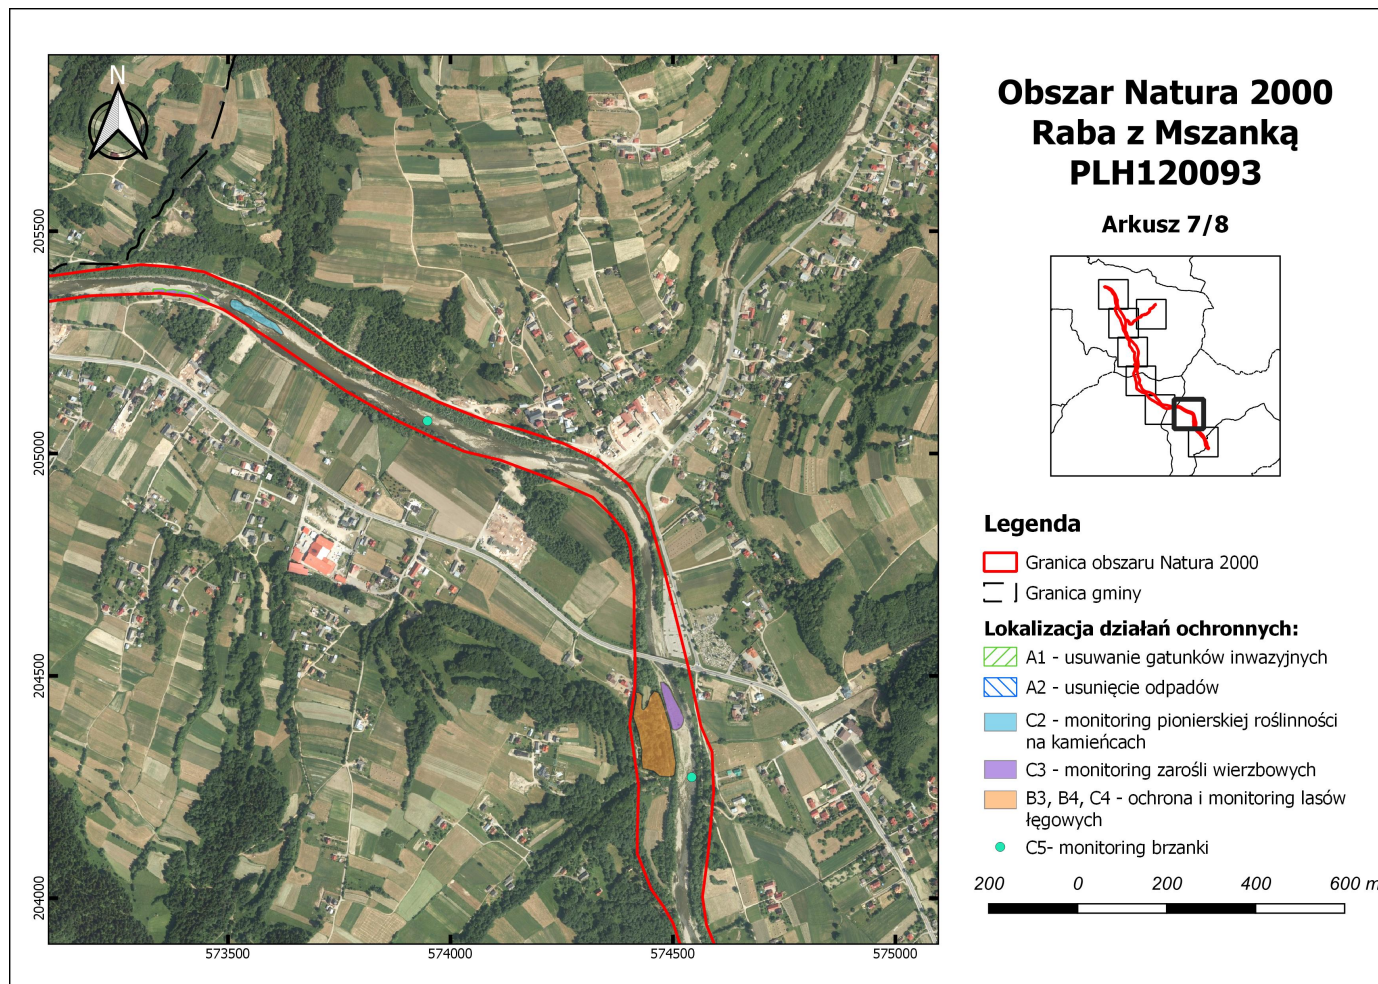 N
205500
205000
204500
204000
573500
574000
574500
575000
Obszar Natura 2000
Raba z Mszanką
PLH120093
Arkusz 7/8
Legenda
Granica obszaru Natura 2000
Granica gminy
Lokalizacja działań ochronnych:
A1 - usuwanie gatunków inwazyjnych
A2 - usunięcie odpadów
C2 - monitoring pionierskiej roślinności
na kamieńcach
C3 - monitoring zarośli wierzbowych
B3, B4, C4 - ochrona i monitoring lasów
łęgowych
C5- monitoring brzanki
200 0 200 400 600 m